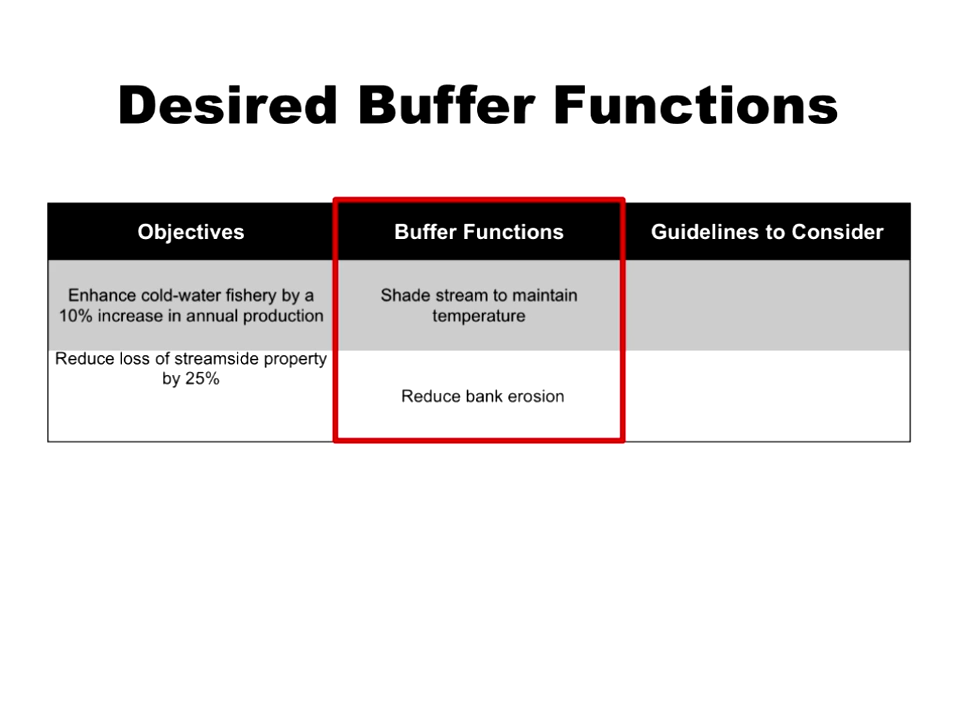 Desired Buffer Functions
Objectives
Buffer Functions
Guidelines to Consider
Enhance cold-water fishery by a
10% increase in annual production
Shade stream to maintain
temperature
Reduce loss of streamside property
by 25%
Reduce bank erosion